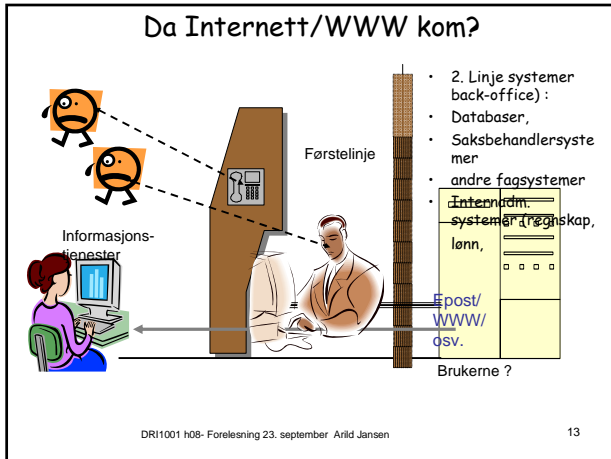 Da Internett/WWW kom?
• 2. Linje systemer
back-office) :
• Databaser,
• Saksbehandlersyste
mer
• andre fagsystemer
• Internadm.
systemer (regnskap,
lønn,
Førstelinje
Informasjons-
tjenester
Epost/
WWW/
osv.
Brukerne ?
DRI1001 h08- Forelesning 23. september Arild Jansen
13